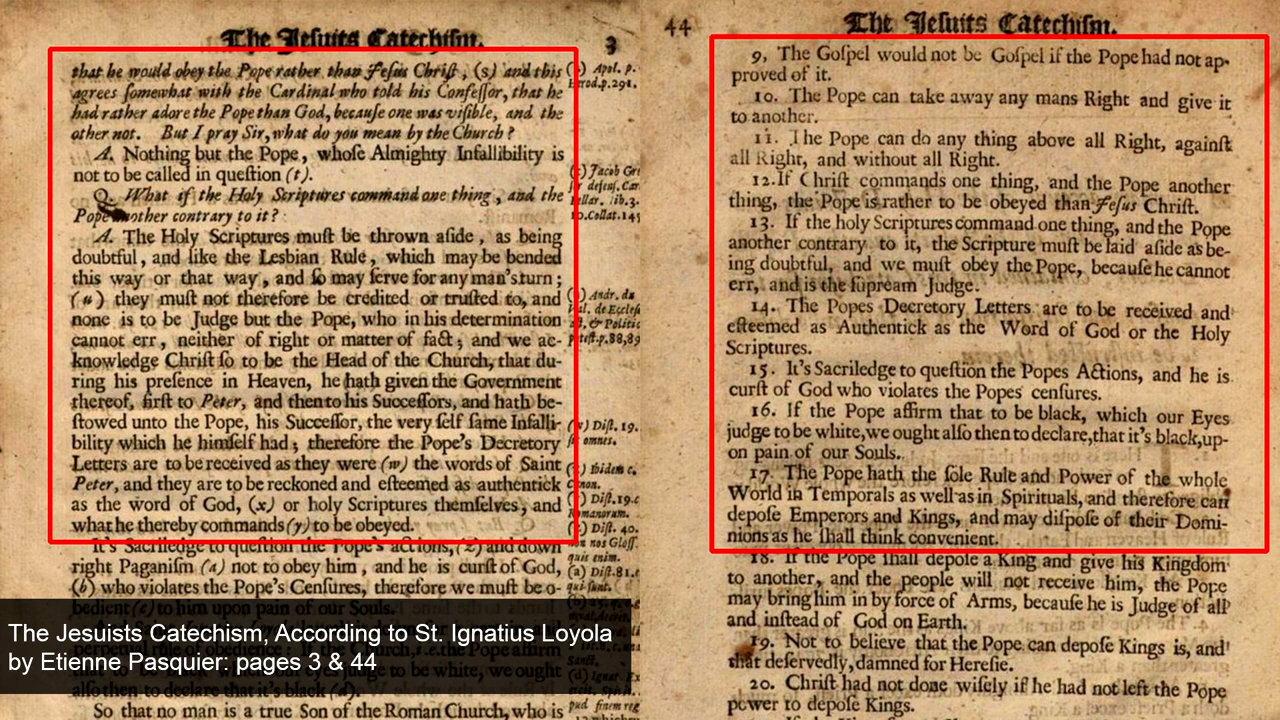 The Jesuits Catechism. 3
that he would obey the Pope rather than Jesus Christ, (s) and this
agrees somewhat with the Cardinal who told his Confessor, that he
had rather adore the Pope than God, because one was visible, and the
other not. But I pray Sir, what do you mean by the Church?
A. Nothing but the Pope, whose Almighty Infallibility is
not to be called in question (t).
Q. What if the Holy Scriptures command one thing, and the
Pope another contrary to it?
A. The Holy Scriptures must be thrown aside, as being
doubtful, and like the Lesbian Rule, which may be bended
this way or that way, and so may serve for any man's turn;
(u) they must not therefore be credited or trusted to, and
none is to be Judge but the Pope, who in his determination
cannot err, neither of right or matter of fact; and we ac-
knowledge Christ so to be the Head of the Church, that du-
ring his presence in Heaven, he hath given the Government
thereof, first to Peter, and then to his Successors, and hath be-
stowed unto the Pope, his Successor, the very self same Infalli-
bility which he himself had; therefore the Pope's Decretory
Letters are to be received as they were (w) the words of Saint
Peter, and they are to be reckoned and esteemed as authentick
as the word of God, (x) or holy Scriptures themselves, and
what he thereby commands (y) to be obeyed.
It's Sacriledge to question the Pope's actions, (z) and down
right Paganism (a) not to obey him, and he is curst of God,
(b) who violates the Pope's Censures, therefore we must be o-
bedient (c) to him upon pain of our Souls.
also then to declare that it's black (d).
So that no man is a true Son of the Roman Church, who is
Apol. p.
Jacob
Andr. du
p.88,89
Dist. 19.
omnes.
ibidem c.
Dist. 19.c
Romanorum.
Dist. 40.
non nos Gloss.
quis enim.
(a) Dist.81.c
qui sunt.
The Jesuists Catechism, According to St. Ignatius Loyola
by Etienne Pasquier: pages 3 & 44
44 The Jesuits Catechism.
9, The Gospel would not be Gospel if the Pope had not ap-
proved of it.
10. The Pope can take away any mans Right and give it
to another.
11. The Pope can do any thing above all Right, against
all Right, and without all Right.
12. If Christ commands one thing, and the Pope another
thing, the Pope is rather to be obeyed than Jesus Christ.
13. If the holy Scriptures command one thing, and the Pope
another contrary to it, the Scripture must be laid aside as be-
ing doubtful, and we must obey the Pope, because he cannot
err, and is the supream Judge.
14. The Popes Decretory Letters are to be received and
esteemed as Authentick as the Word of God or the Holy
Scriptures.
15. It's Sacriledge to question the Popes Actions, and he is
curst of God who violates the Popes censures.
16. If the Pope affirm that to be black, which our Eyes
judge to be white, we ought also then to declare, that it's black, up-
on pain of our Souls.
17. The Pope hath the sole Rule and Power of the whole
World in Temporals as well as in Spirituals, and therefore can
depose Emperors and Kings, and may dispose of their Domi-
nions as he shall think convenient.
18. If the Pope shall depose a King and give his Kingdom
to another, and the people will not receive him, the Pope
may bring him in by force of Arms, because he is Judge of all
and instead of God on Earth.
19. Not to believe that the Pope can depose Kings is, and
that deservedly, damned for Heresie.
20. Christ had not done wisely if he had not left the Pope
power to depose Kings.